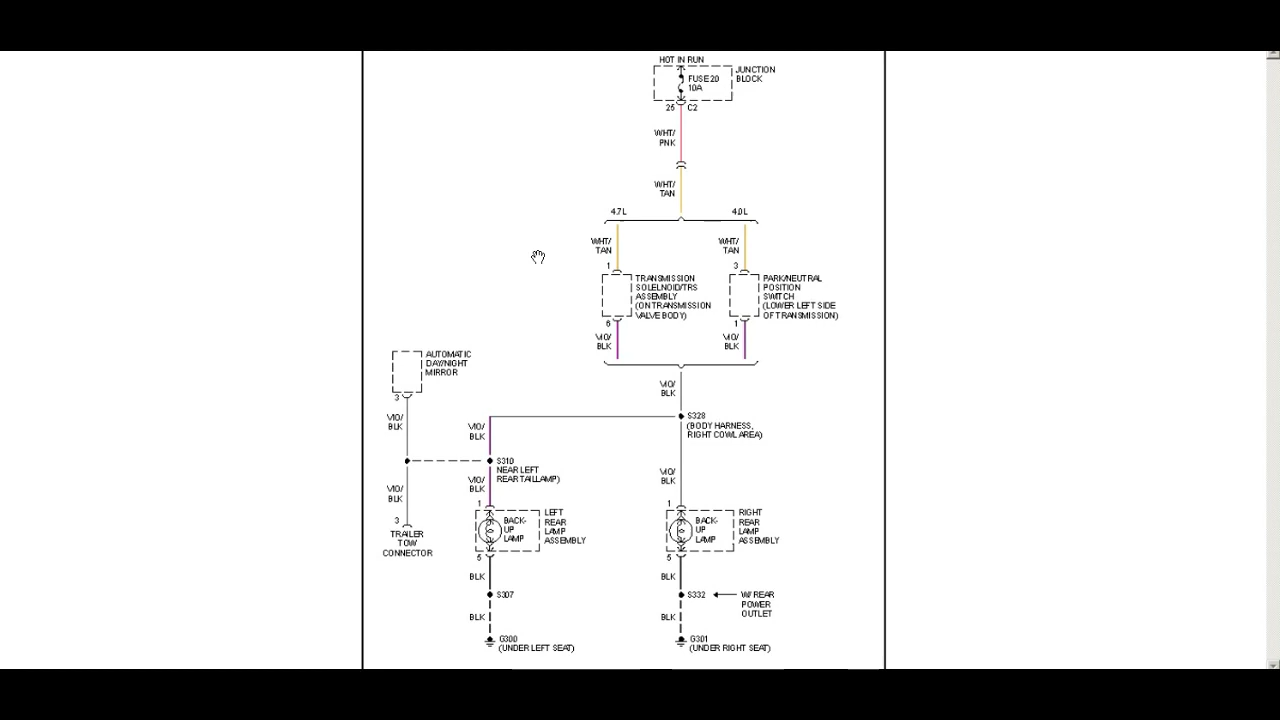 HOT IN RUN
FUSE 20
10A
JUNCTION
BLOCK
25 C2
WHT/
PNK
WHT/
TAN
4.7L
4.0L
WHT/
TAN
WHT/
TAN
1
3
TRANSMISSION
SOLELNOID/TRS
ASSEMBLY
(ON TRANSMISSION
VALVE BODY)
PARK/NEUTRAL
POSITION
SWITCH
(LOWER LEFT SIDE
OF TRANSMISSION)
6
1
VIO/
BLK
VIO/
BLK
AUTOMATIC
DAY/NIGHT
MIRROR
3
VIO/
BLK
VIO/
BLK
S328
(BODY HARNESS,
RIGHT COWL AREA)
VIO/
BLK
S310
NEAR LEFT
REAR TAILLAMP)
VIO/
BLK
VIO/
BLK
VIO/
BLK
3
TRAILER
TOW
CONNECTOR
1
BACK-
UP
LAMP
LEFT
REAR
LAMP
ASSEMBLY
5
1
BACK-
UP
LAMP
RIGHT
REAR
LAMP
ASSEMBLY
5
BLK
BLK
S307
S332
W/ REAR
POWER
OUTLET
BLK
BLK
G300
(UNDER LEFT SEAT)
G301
(UNDER RIGHT SEAT)